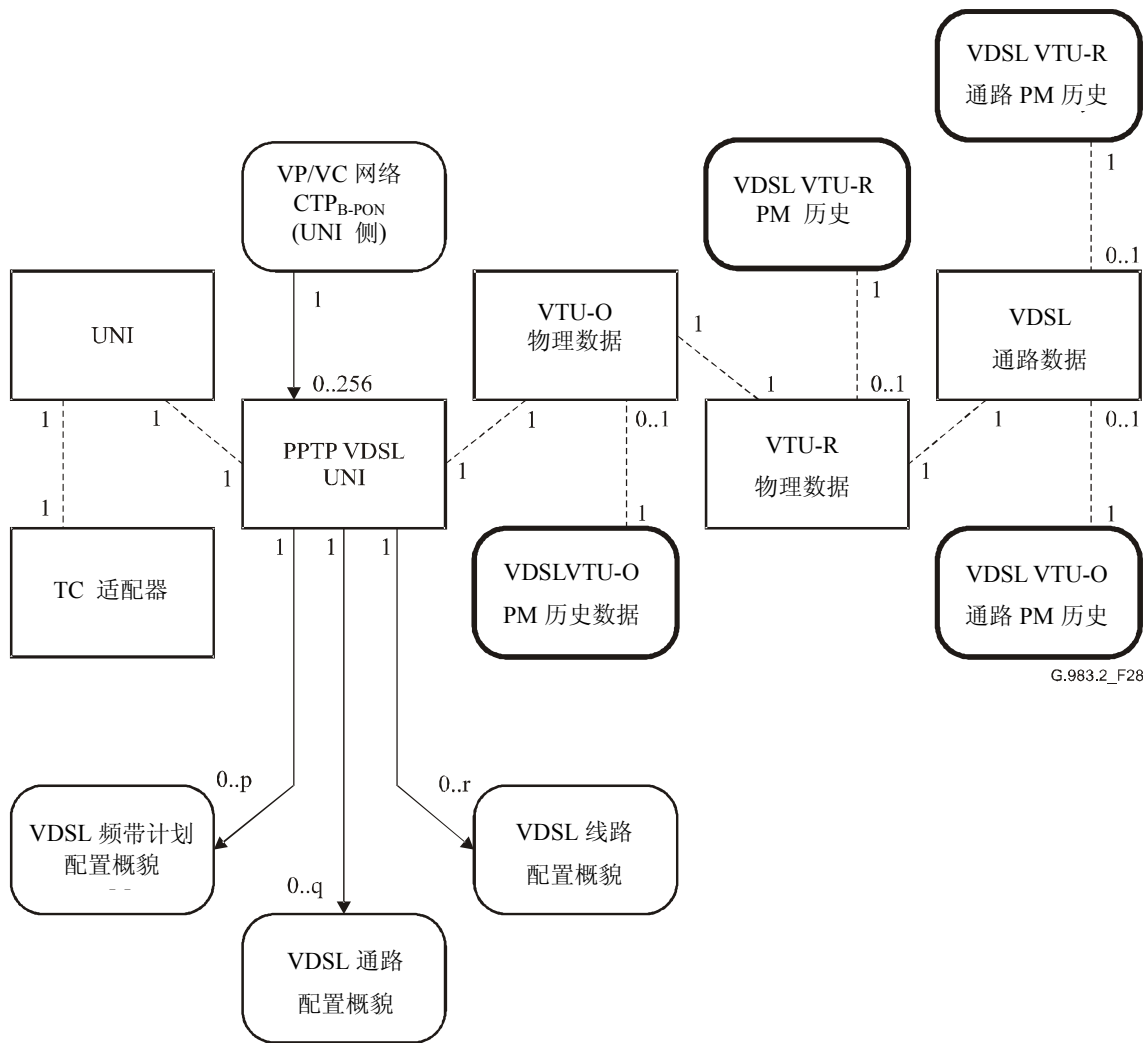 VDSL VTU-R
通路 PM 历史
1
VP/VC 网络
CTPB-PON
(UNI 侧)
VDSL VTU-R
PM 历史
1
0..1
1
UNI
VTU-O
物理数据
1
VDSL
通路数据
0..256
1
0..1
1
1
1
0..1
1
0..1
PPTP VDSL
UNI
VTU-R
物理数据
1
1
1
1
TC 适配器
1
1
1
1
VDSLVTU-O
PM 历史数据
1
VDSL VTU-O
通路 PM 历史
G.983.2_F28
0..p
0..r
VDSL 频带计划
配置概貌
VDSL 线路
配置概貌
0..q
VDSL 通路
配置概貌